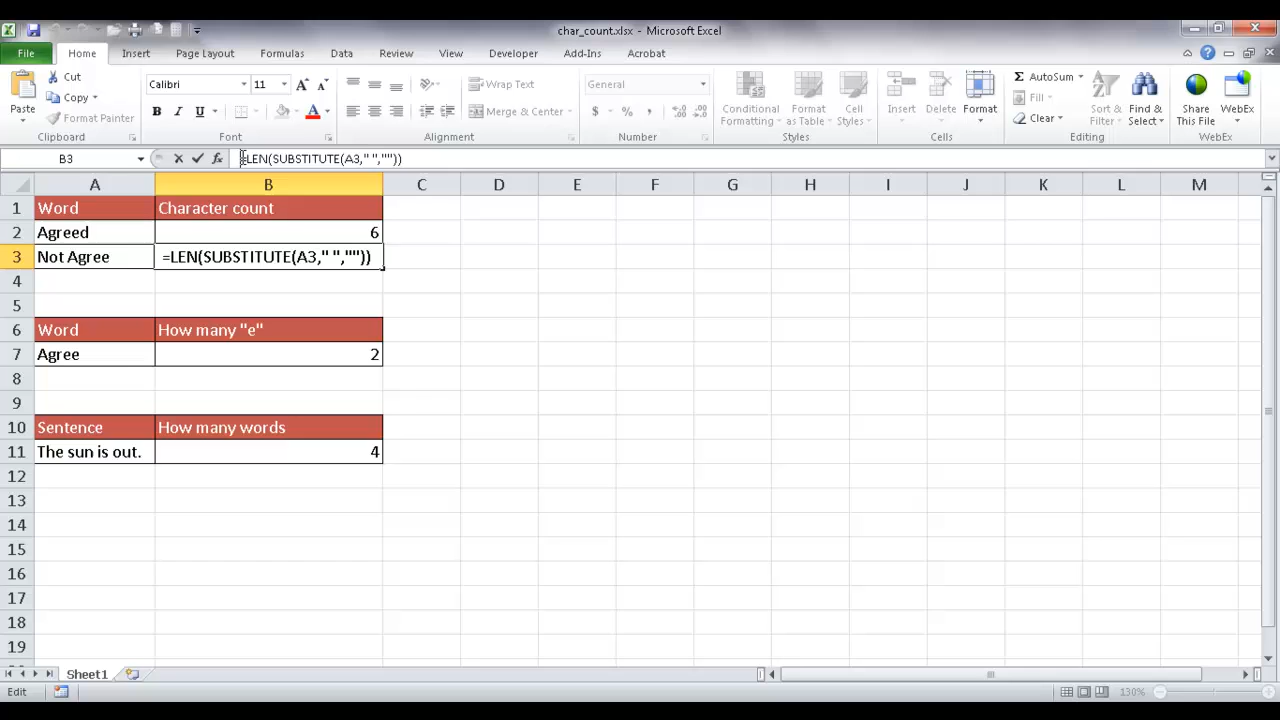 char_count.xlsx - Microsoft Excel
File Home Insert Page Layout Formulas Data Review View Developer Add-Ins Acrobat
Paste
Cut
Copy
Format Painter
Clipboard
Calibri 11
B I U A
Font
Wrap Text
Merge & Center
Alignment
General
$ % ,
Number
Conditional Formatting
Format as Table
Cell Styles
Styles
Insert Delete Format
Cells
Σ AutoSum
Fill
Clear
Sort & Filter
Find & Select
Editing
Share This File
WebEx
WebEx
B3 fx =LEN(SUBSTITUTE(A3," ",""))
A B C D E F G H I J K L M
1 Word Character count
2 Agreed 6
3 Not Agree =LEN(SUBSTITUTE(A3," ",""))
4
5
6 Word How many "e"
7 Agree 2
8
9
10 Sentence How many words
11 The sun is out. 4
12
13
14
15
16
17
18
19
Sheet1
Edit 130%